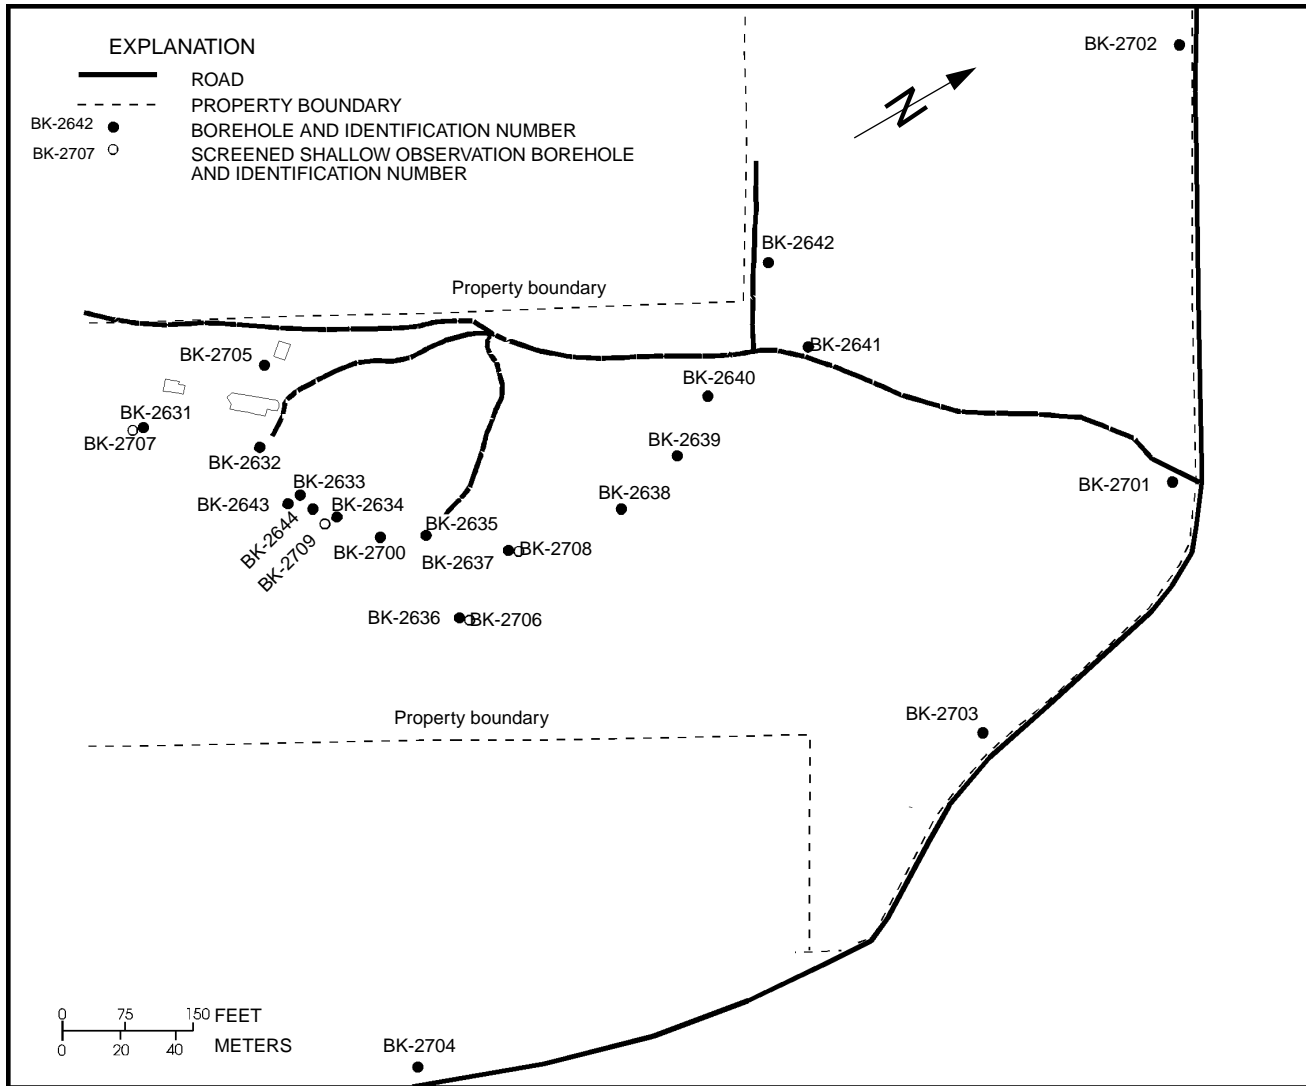 EXPLANATION
ROAD
PROPERTY BOUNDARY
BK-2642
BOREHOLE AND IDENTIFICATION NUMBER
BK-2707
SCREENED SHALLOW OBSERVATION BOREHOLE
AND IDENTIFICATION NUMBER
N
BK-2702
BK-2642
Property boundary
BK-2641
BK-2705
BK-2640
BK-2631
BK-2707
BK-2632
BK-2639
BK-2633
BK-2643
BK-2634
BK-2638
BK-2701
BK-2644
BK-2709
BK-2700
BK-2635
BK-2637
BK-2708
BK-2636
BK-2706
Property boundary
BK-2703
0 75 150 FEET
0 20 40 METERS
BK-2704